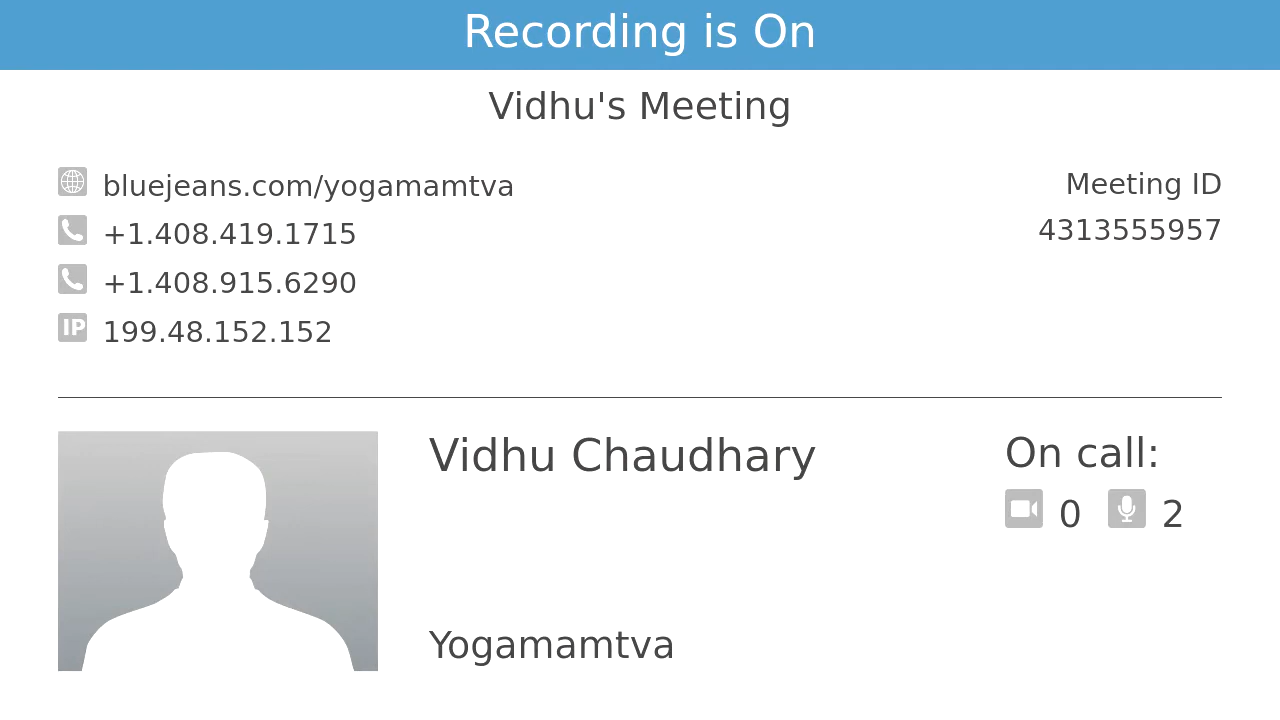 Recording is On
Vidhu's Meeting
bluejeans.com/yogamamtva
+1.408.419.1715
+1.408.915.6290
IP 199.48.152.152
Meeting ID
4313555957
Vidhu Chaudhary
Yogamamtva
On call:
0 2